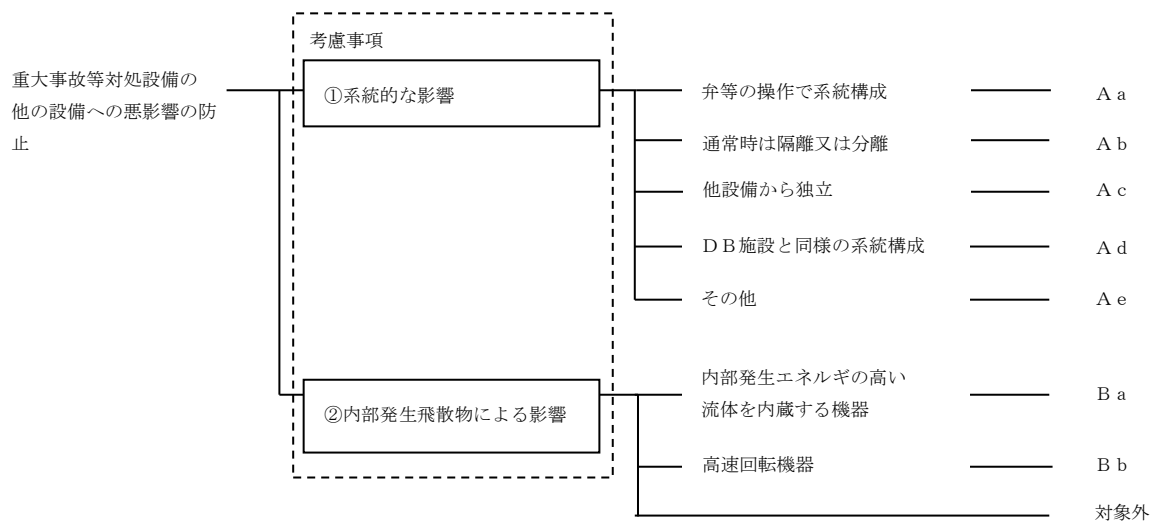 考慮事項
重大事故等対処設備の
他の設備への悪影響の防
止
①系統的な影響
弁等の操作で系統構成 Ａａ
通常時は隔離又は分離 Ａｂ
他設備から独立 Ａｃ
ＤＢ施設と同様の系統構成 Ａｄ
その他 Ａｅ
②内部発生飛散物による影響
内部発生エネルギの高い
流体を内蔵する機器 Ｂａ
高速回転機器 Ｂｂ
対象外